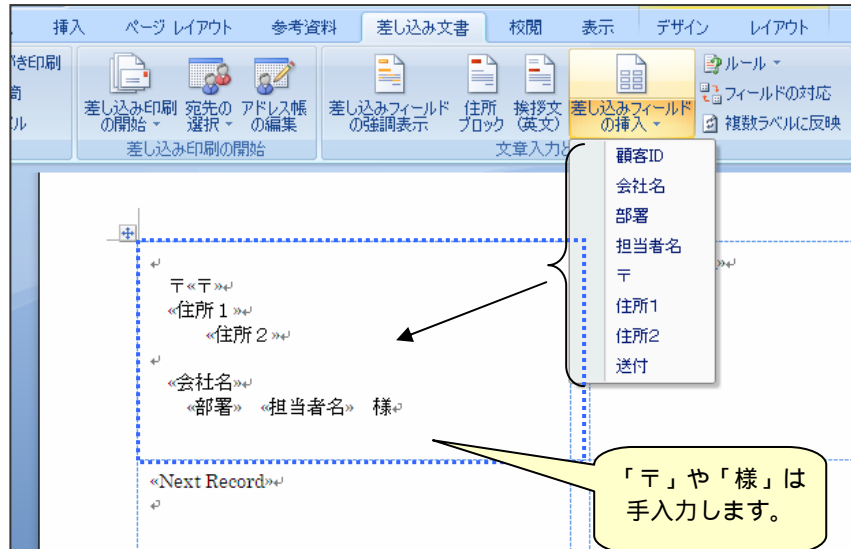 挿入 ページ レイアウト 参考資料 差し込み文書 校閲 表示 デザイン レイアウト
き印刷
差し込み印刷の開始 宛先の選択 アドレス帳の編集
差し込みフィールドの強調表示 住所ブロック 挨拶文(英文) 差し込みフィールドの挿入
ルール
フィールドの対応
複数ラベルに反映
差し込み印刷の開始 文章入力と
顧客ID
会社名
部署
担当者名
〒
住所1
住所2
送付
〒«〒»
«住所1»
«住所2»
«会社名»
«部署» «担当者名» 様
«Next Record»
「〒」や「様」は
手入力します。